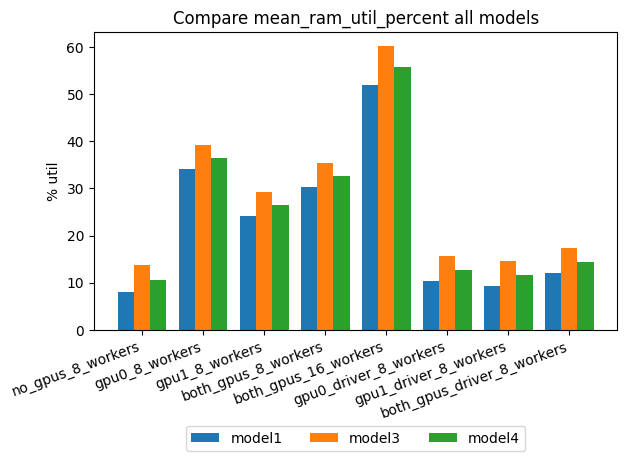 Compare mean_ram_util_percent all models
% util
60
50
40
30
20
10
0
no_gpus_8_workers
gpu0_8_workers
gpu1_8_workers
both_gpus_8_workers
both_gpus_16_workers
gpu0_driver_8_workers
gpu1_driver_8_workers
both_gpus_driver_8_workers
model1
model3
model4